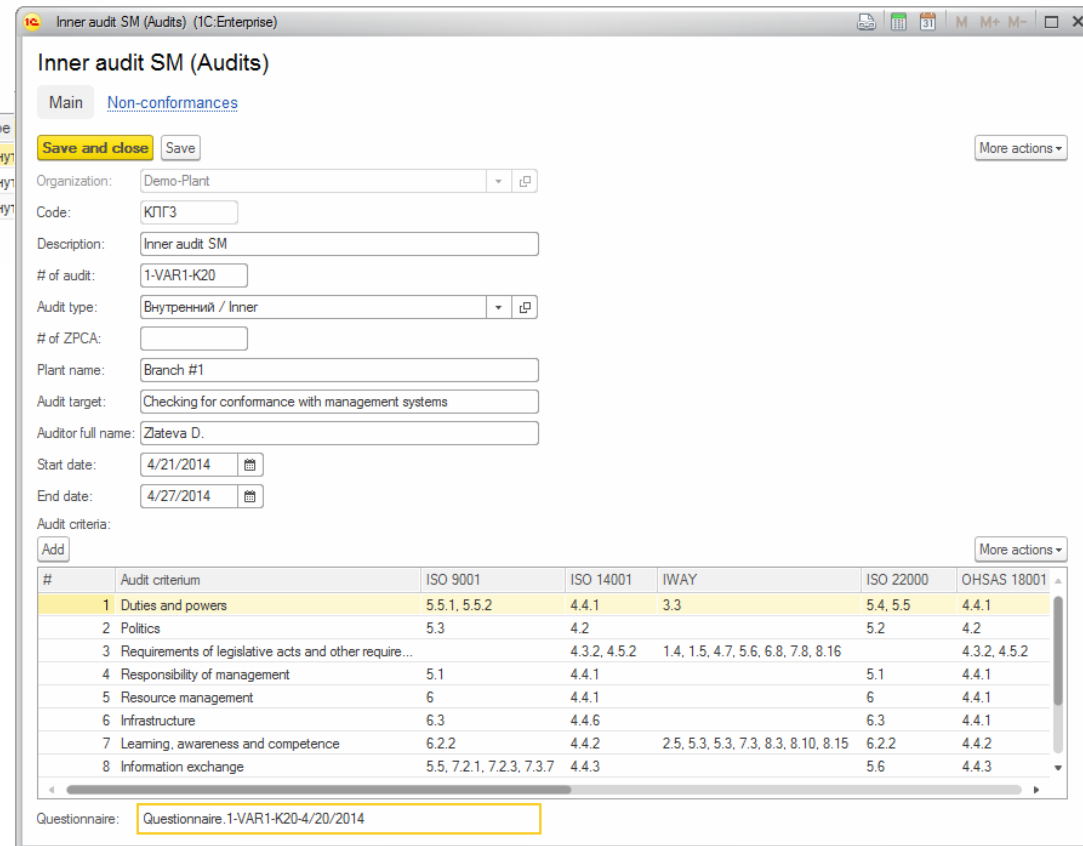 Inner audit SM (Audits) (1C:Enterprise)
31 M M+ M-
Inner audit SM (Audits)
Main Non-conformances
Save and close Save More actions
Organization: Demo-Plant
Code: КПГЗ
Description: Inner audit SM
# of audit: 1-VAR1-K20
Audit type: Внутренний / Inner
# of ZPCA:
Plant name: Branch #1
Audit target: Checking for conformance with management systems
Auditor full name: Zlateva D.
Start date: 4/21/2014
End date: 4/27/2014
Audit criteria:
Add More actions
# Audit criterium ISO 9001 ISO 14001 IWAY ISO 22000 OHSAS 18001
1 Duties and powers 5.5.1, 5.5.2 4.4.1 3.3 5.4, 5.5 4.4.1
2 Politics 5.3 4.2 5.2 4.2
3 Requirements of legislative acts and other require... 4.3.2, 4.5.2 1.4, 1.5, 4.7, 5.6, 6.8, 7.8, 8.16 4.3.2, 4.5.2
4 Responsibility of management 5.1 4.4.1 5.1 4.4.1
5 Resource management 6 4.4.1 6 4.4.1
6 Infrastructure 6.3 4.4.6 6.3 4.4.1
7 Learning, awareness and competence 6.2.2 4.4.2 2.5, 5.3, 5.3, 7.3, 8.3, 8.10, 8.15 6.2.2 4.4.2
8 Information exchange 5.5, 7.2.1, 7.2.3, 7.3.7 4.4.3 5.6 4.4.3
Questionnaire: Questionnaire.1-VAR1-K20-4/20/2014